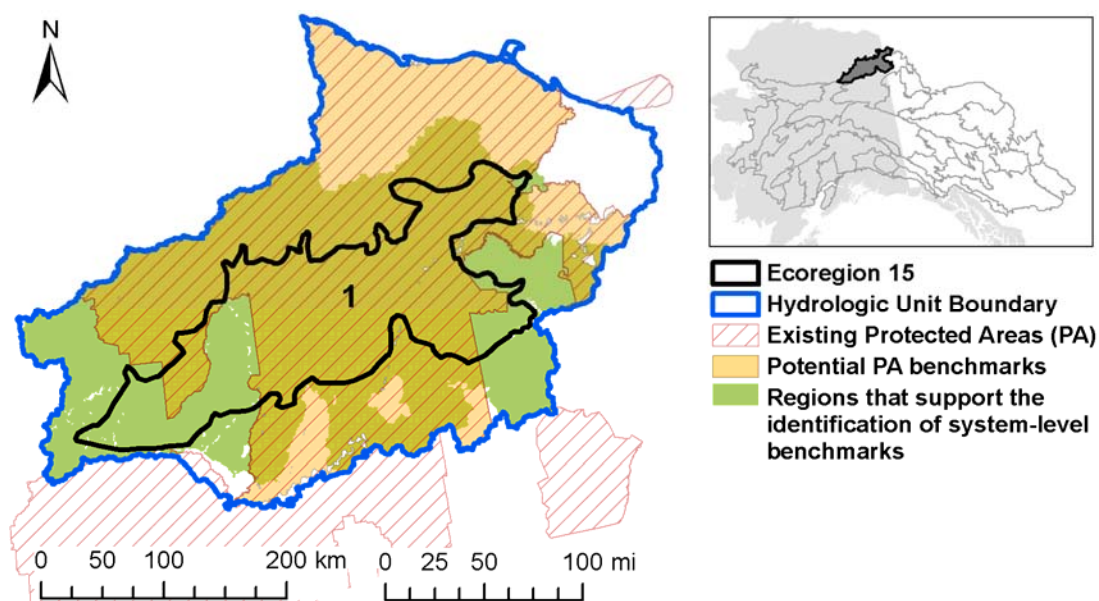 N
1
Ecoregion 15
Hydrologic Unit Boundary
Existing Protected Areas (PA)
Potential PA benchmarks
Regions that support the
identification of system-level
benchmarks
0 50 100 200 km
0 25 50 100 mi